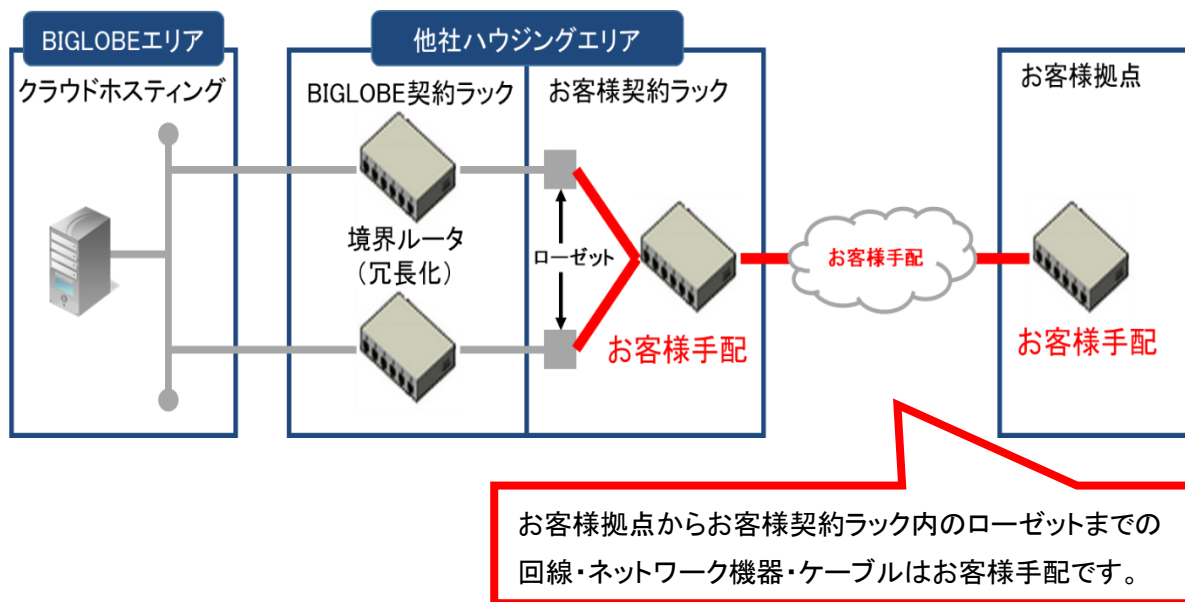 BIGLOBEエリア
他社ハウジングエリア
クラウドホスティング
BIGLOBE契約ラック
お客様契約ラック
お客様拠点
境界ルータ
(冗長化)
ローゼット
お客様手配
お客様手配
お客様手配
お客様拠点からお客様契約ラック内のローゼットまでの
回線・ネットワーク機器・ケーブルはお客様手配です。